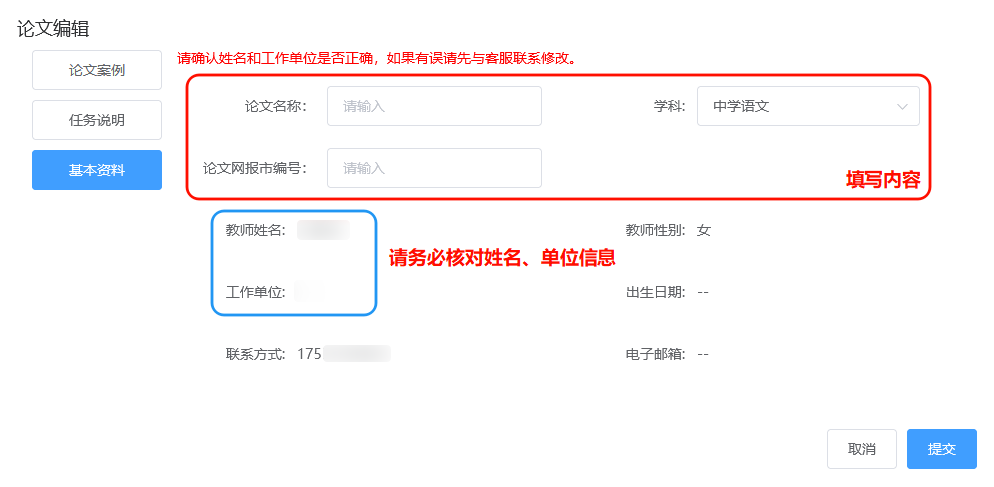 论文编辑
论文案例
任务说明
基本资料
请确认姓名和工作单位是否正确，如果有误请先与客服联系修改。
论文名称： 请输入 学科: 中学语文
论文网报市编号： 请输入
填写内容
教师姓名: 教师性别: 女
请务必核对姓名、单位信息
工作单位: 出生日期: --
联系方式: 175 电子邮箱: --
取消 提交